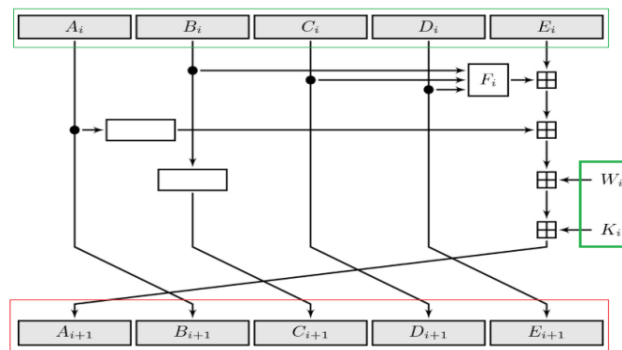 A_i B_i C_i D_i E_i
F_i
W_i
K_i
A_{i+1} B_{i+1} C_{i+1} D_{i+1} E_{i+1}